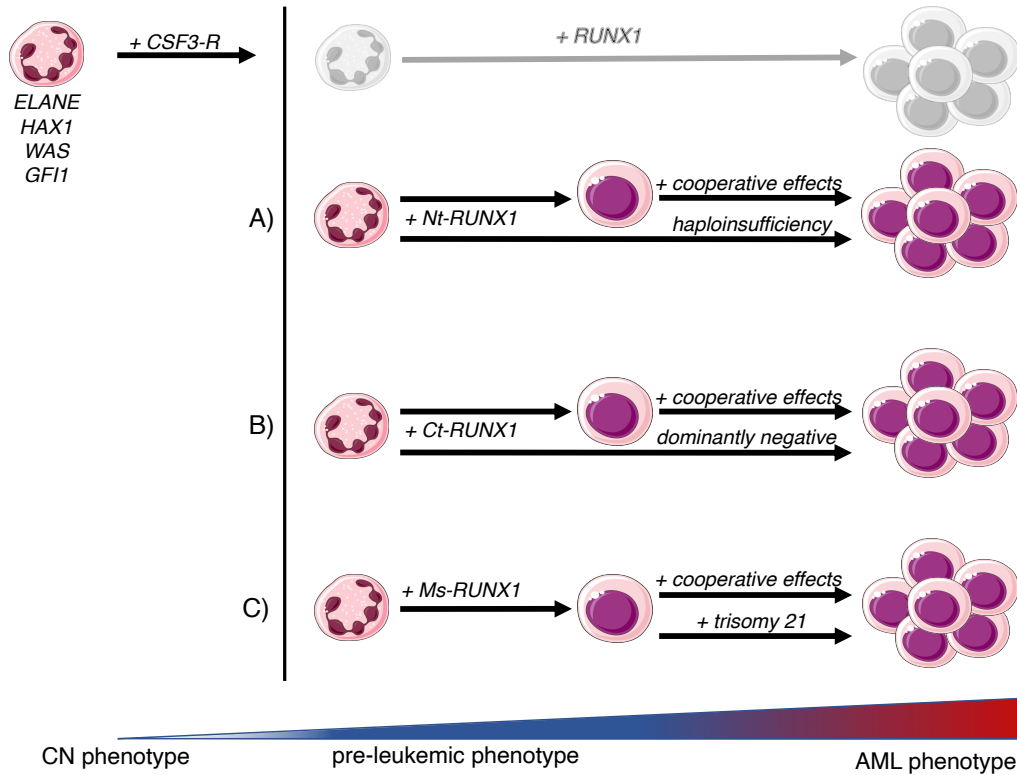 + CSF3-R
+ RUNX1
ELANE
HAX1
WAS
GFI1
A)
+ Nt-RUNX1
+ cooperative effects
haploinsufficiency
B)
+ Ct-RUNX1
+ cooperative effects
dominantly negative
C)
+ Ms-RUNX1
+ cooperative effects
+ trisomy 21
CN phenotype
pre-leukemic phenotype
AML phenotype